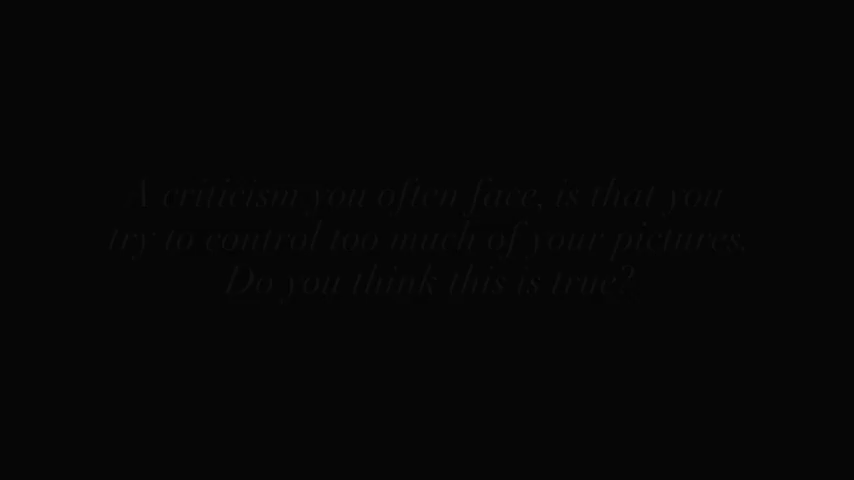 A criticism you often face, is that you
try to control too much of your pictures.
Do you think this is true?